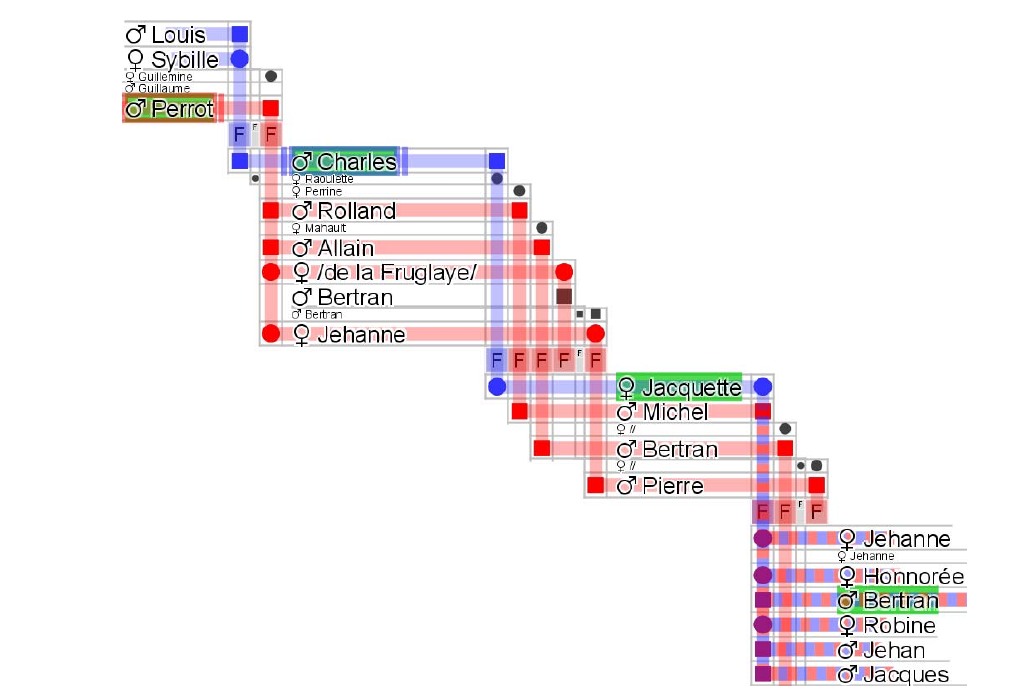 ♂ Louis
♀ Sybille
♀ Guillemine
♂ Guillaume
♂ Perrot
F F F
♂ Charles
♀ Raoulette
♀ Perrine
♂ Rolland
♀ Mahault
♂ Allain
♀ /de la Fruglaye/
♂ Bertran
♂ Bertran
♀ Jehanne
F F F F F F
♀ Jacquette
♂ Michel
♀ //
♂ Bertran
♀ //
♂ Pierre
F F F F
♀ Jehanne
♀ Jehanne
♀ Honnorée
♂ Bertran
♀ Robine
♂ Jehan
♂ Jacques